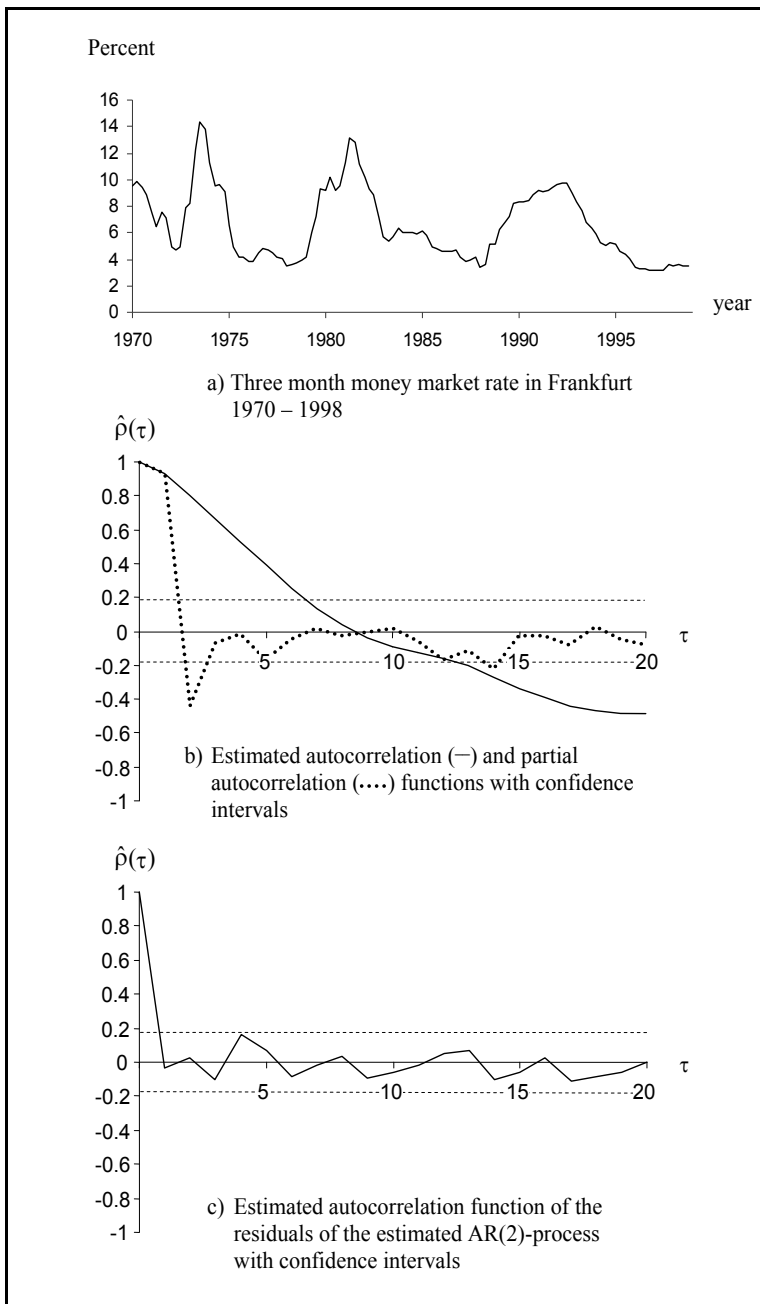 Percent
16
14
12
10
8
6
4
2
0
1970 1975 1980 1985 1990 1995
year
a) Three month money market rate in Frankfurt
1970 – 1998
ρ̂(τ)
1
0.8
0.6
0.4
0.2
0
-0.2
-0.4
-0.6
-0.8
-1
5 10 15 20
τ
b) Estimated autocorrelation (—) and partial
autocorrelation (....) functions with confidence
intervals
ρ̂(τ)
1
0.8
0.6
0.4
0.2
0
-0.2
-0.4
-0.6
-0.8
-1
5 10 15 20
τ
c) Estimated autocorrelation function of the
residuals of the estimated AR(2)-process
with confidence intervals